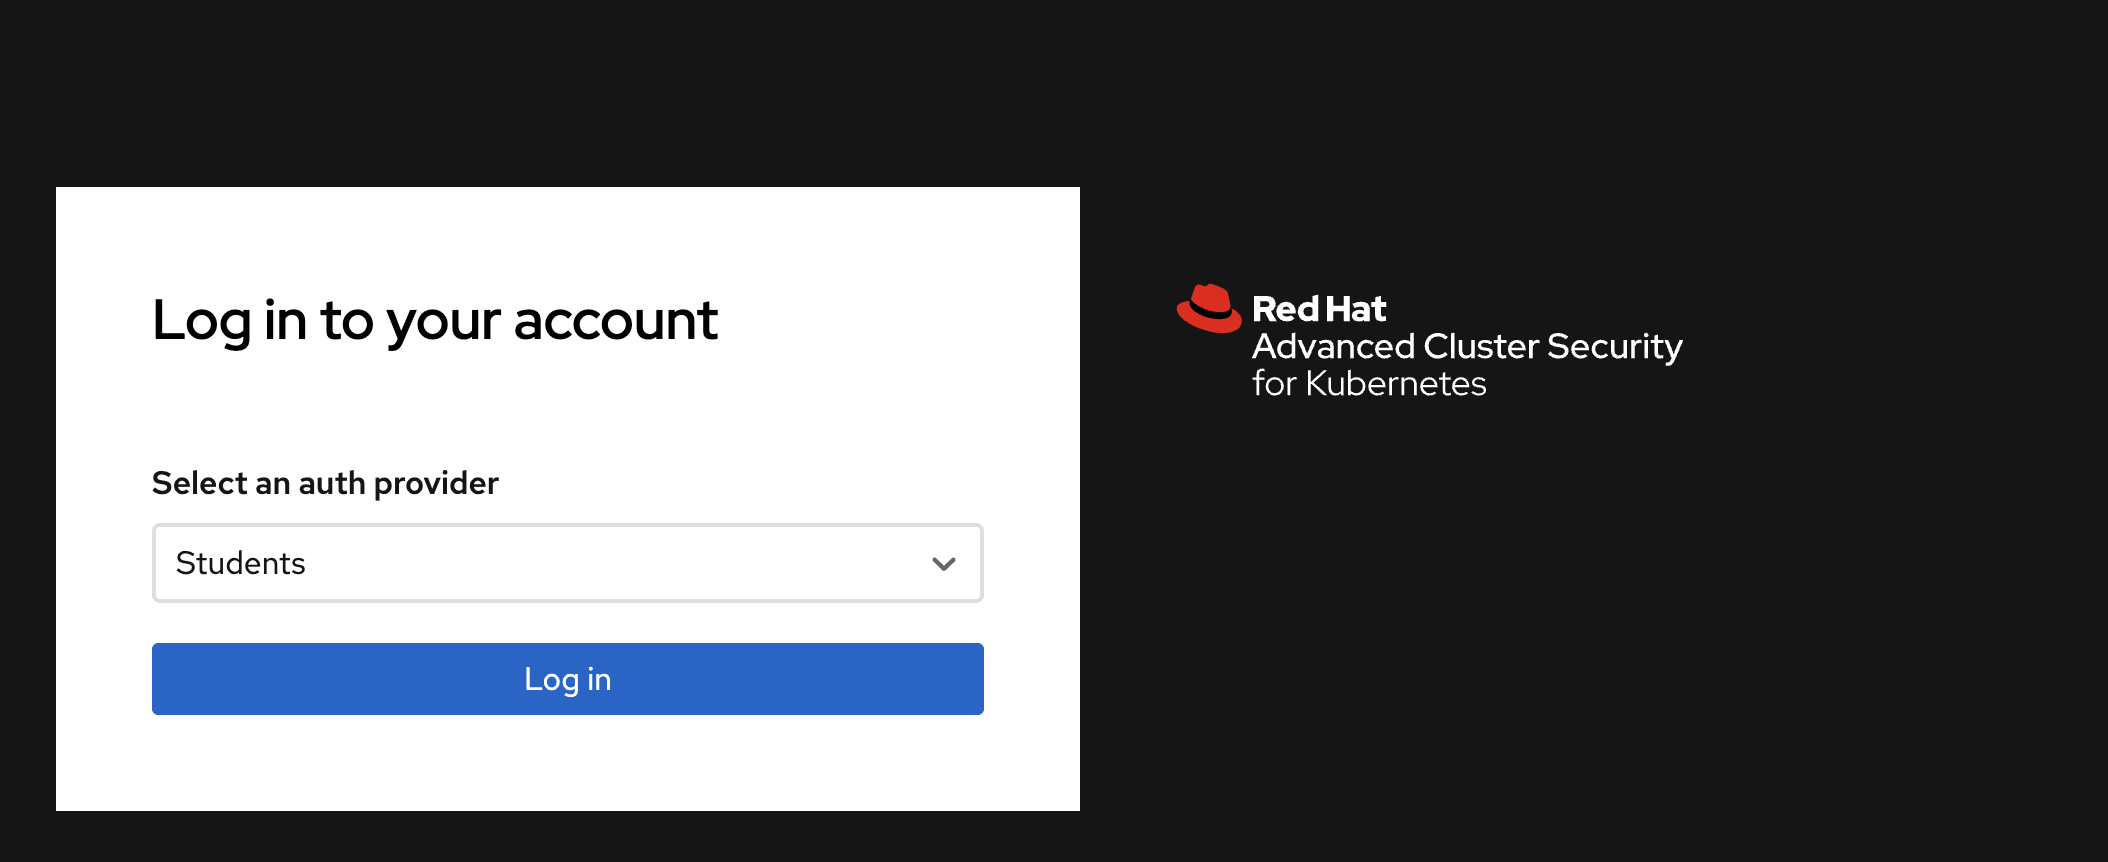 Log in to your account
Select an auth provider
Students
Log in
Red Hat
Advanced Cluster Security
for Kubernetes